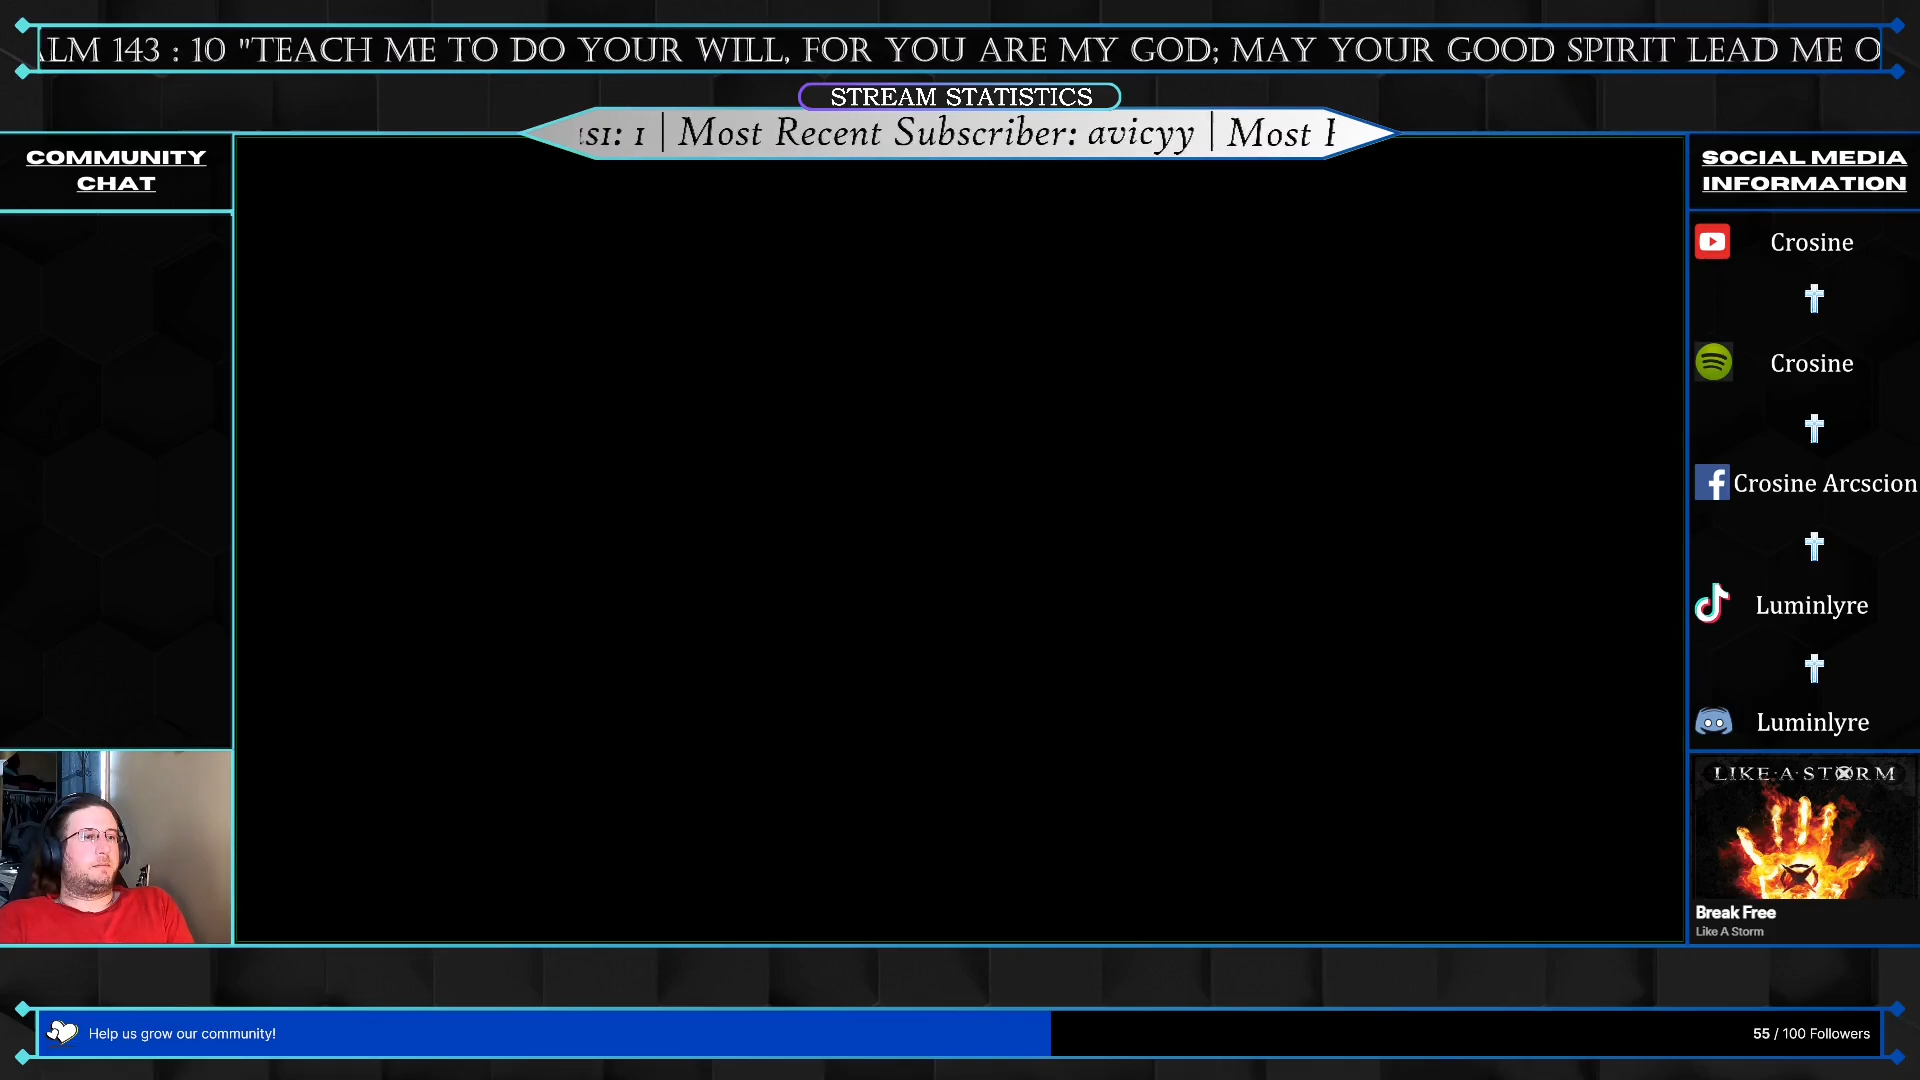 143 : 10 "TEACH ME TO DO YOUR WILL, FOR YOU ARE MY GOD; MAY YOUR GOOD SPIRIT LEAD ME
STREAM STATISTICS
: 1 | Most Recent Subscriber: avicyy | Most
COMMUNITY
CHAT
SOCIAL MEDIA
INFORMATION
Crosine
Crosine
Crosine Arcscion
Luminlyre
Luminlyre
LIKE·A·STORM
Break Free
Like A Storm
Help us grow our community!
55 / 100 Followers